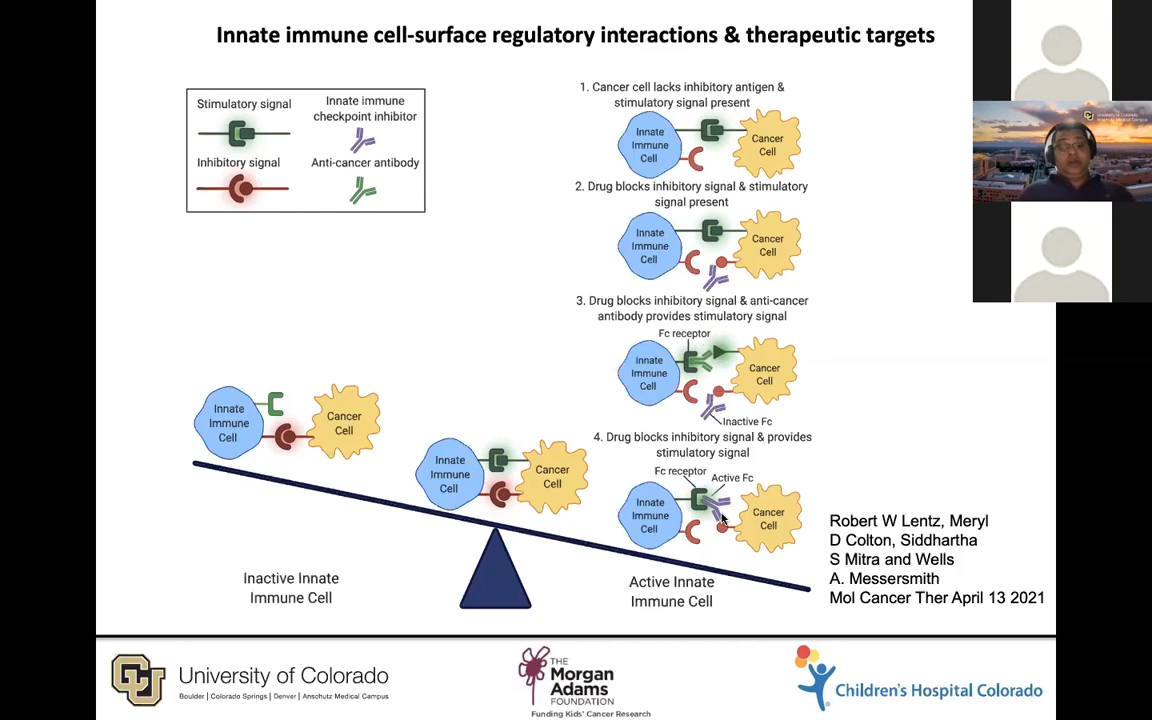 Innate immune cell-surface regulatory interactions & therapeutic targets
Stimulatory signal
Innate immune
checkpoint inhibitor
Inhibitory signal
Anti-cancer antibody
1. Cancer cell lacks inhibitory antigen &
stimulatory signal present
Innate
Immune
Cell
Cancer
Cell
2. Drug blocks inhibitory signal & stimulatory
signal present
Innate
Immune
Cell
Cancer
Cell
3. Drug blocks inhibitory signal & anti-cancer
antibody provides stimulatory signal
Fc receptor
Innate
Immune
Cell
Cancer
Cell
Inactive Fc
4. Drug blocks inhibitory signal & provides
stimulatory signal
Fc receptor
Active Fc
Innate
Immune
Cell
Cancer
Cell
Innate
Immune
Cell
Cancer
Cell
Innate
Immune
Cell
Cancer
Cell
Inactive Innate
Immune Cell
Active Innate
Immune Cell
Robert W Lentz, Meryl
D Colton, Siddhartha
S Mitra and Wells
A. Messersmith
Mol Cancer Ther April 13 2021
CU
University of Colorado
Boulder | Colorado Springs | Denver | Anschutz Medical Campus
THE
Morgan
Adams
FOUNDATION
Funding Kids' Cancer Research
Children's Hospital Colorado
University of Colorado
Anschutz Medical Campus